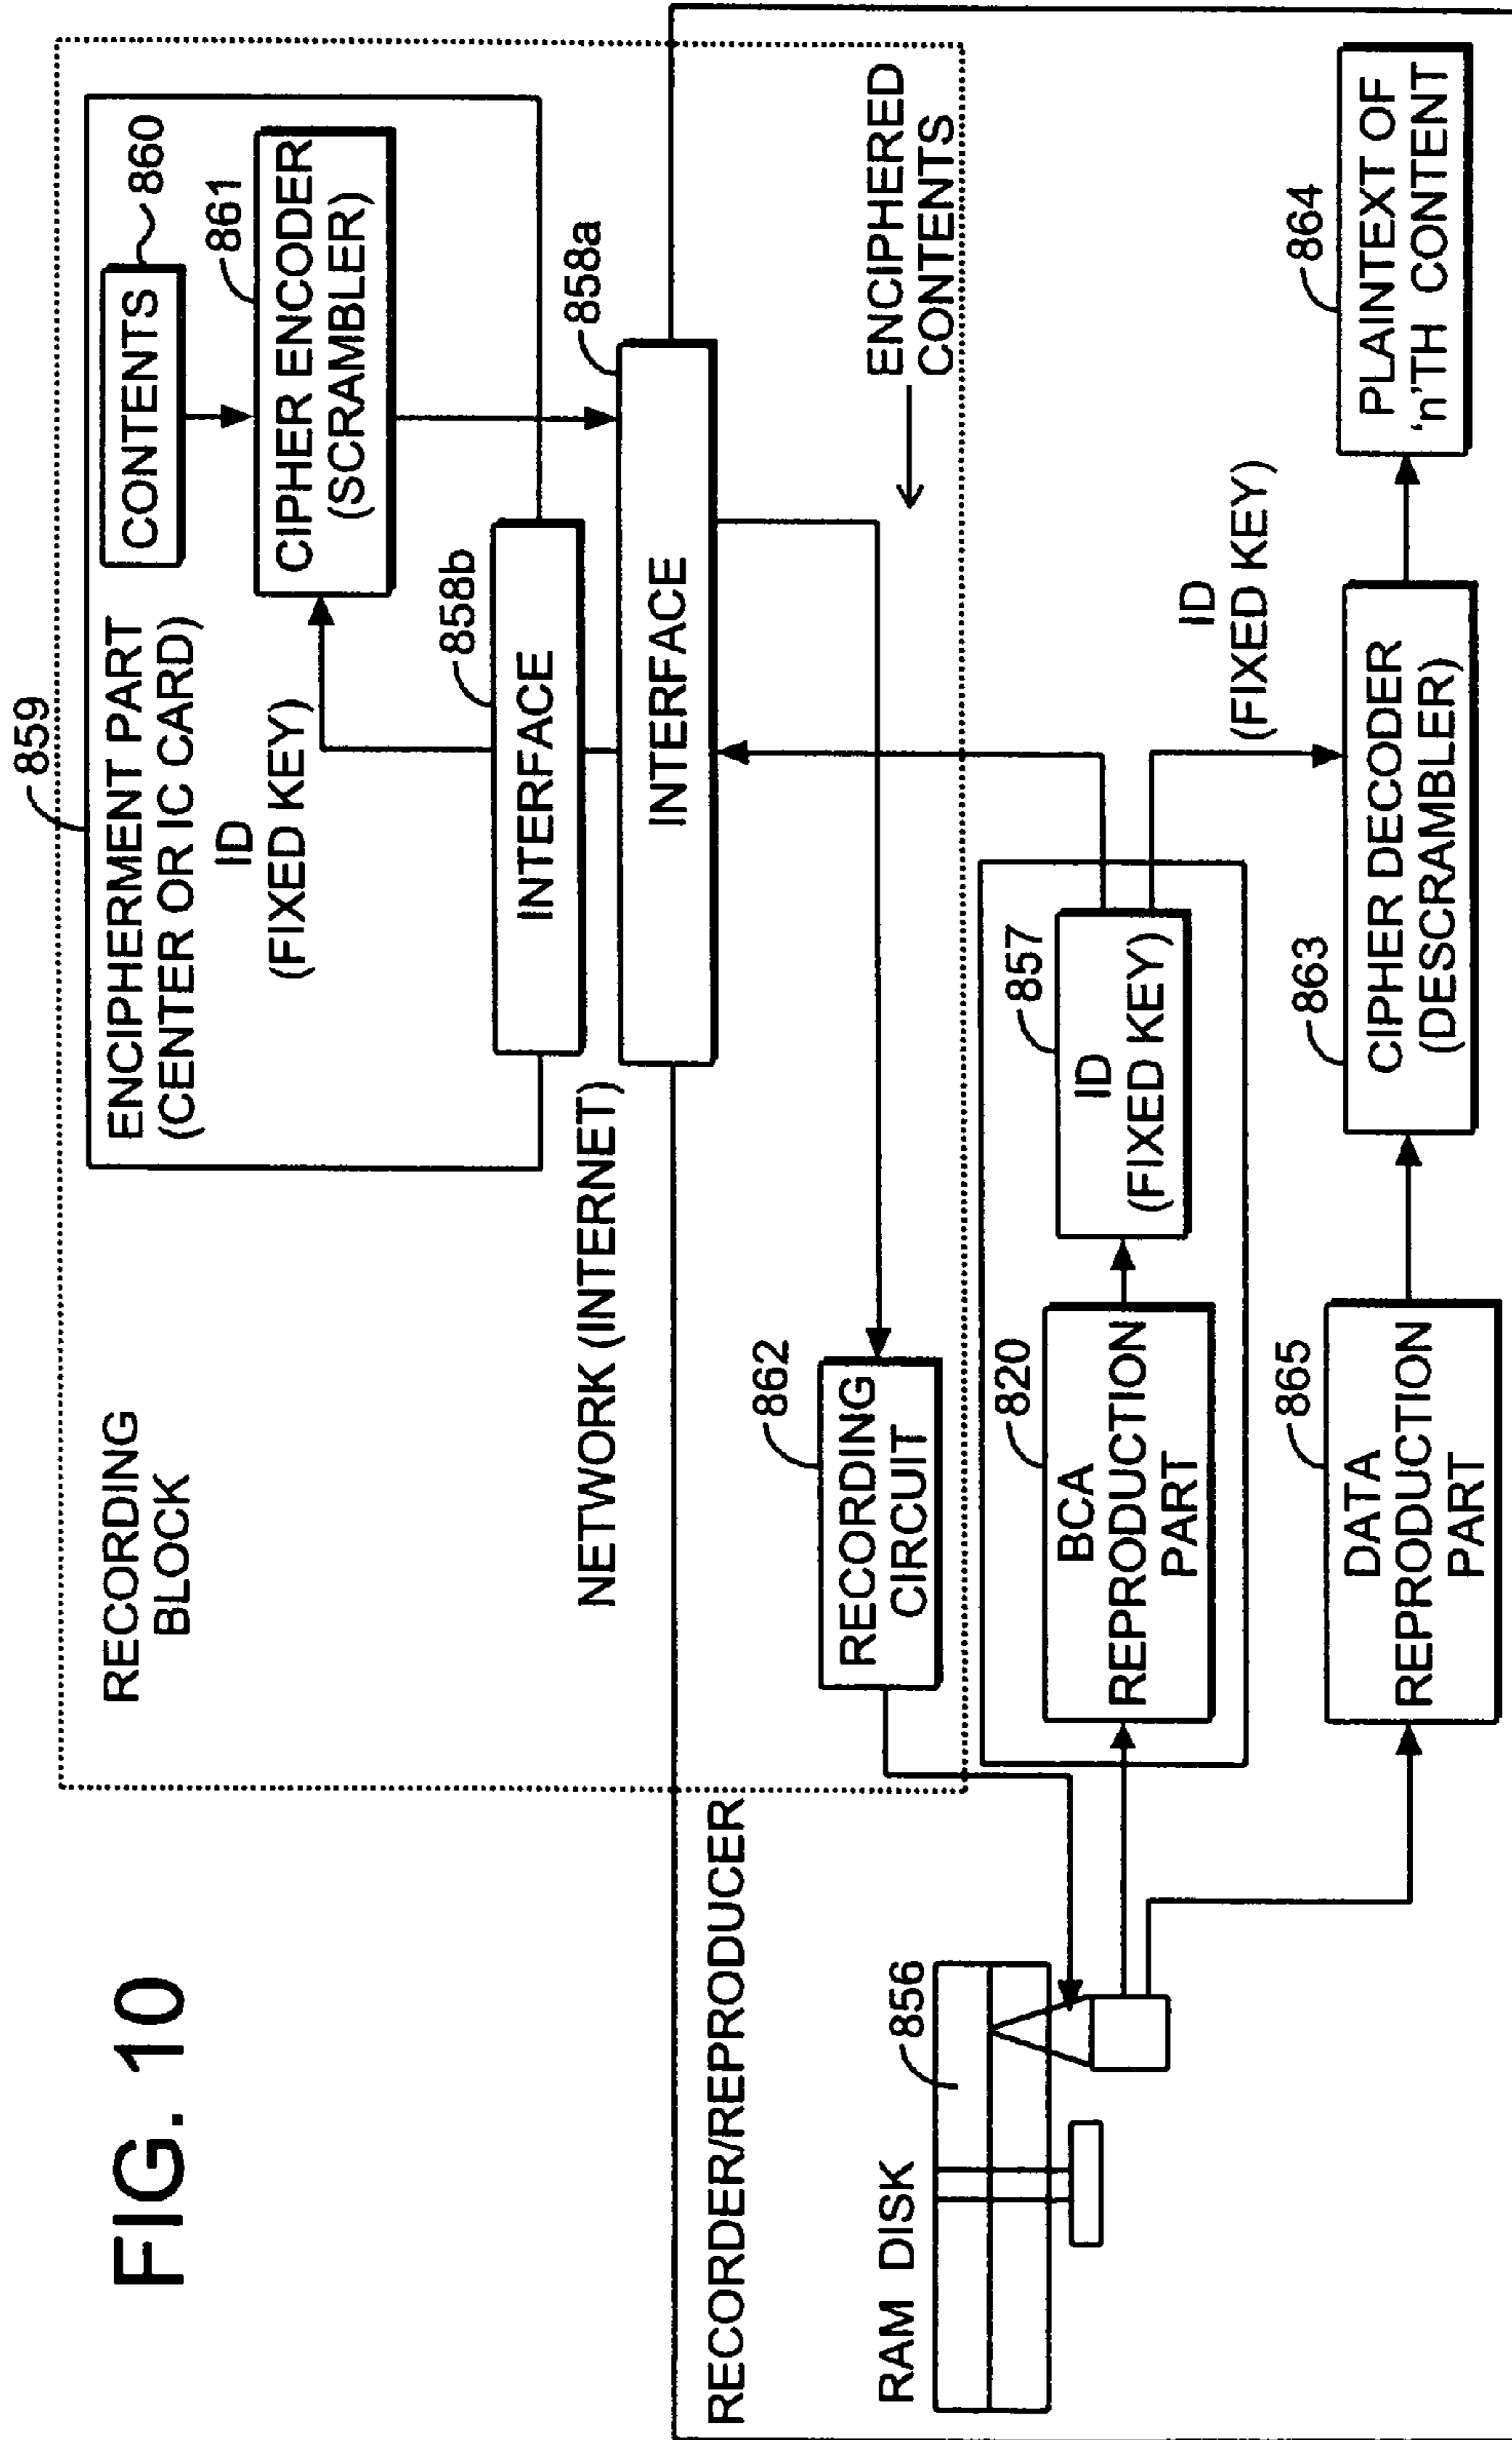 FIG. 10
RECORDING
BLOCK
859
ENCIPHERMENT PART
(CENTER OR IC CARD)
ID
(FIXED KEY)
CONTENTS
860
861
CIPHER ENCODER
(SCRAMBLER)
858b
INTERFACE
858a
INTERFACE
NETWORK (INTERNET)
RECORDER/REPRODUCER
862
RECORDING
CIRCUIT
ENCIPHERED
CONTENTS
RAM DISK
856
820
BCA
REPRODUCTION
PART
857
ID
(FIXED KEY)
ID
(FIXED KEY)
865
DATA
REPRODUCTION
PART
863
CIPHER DECODER
(DESCRAMBLER)
864
PLAINTEXT OF
'n'TH CONTENT